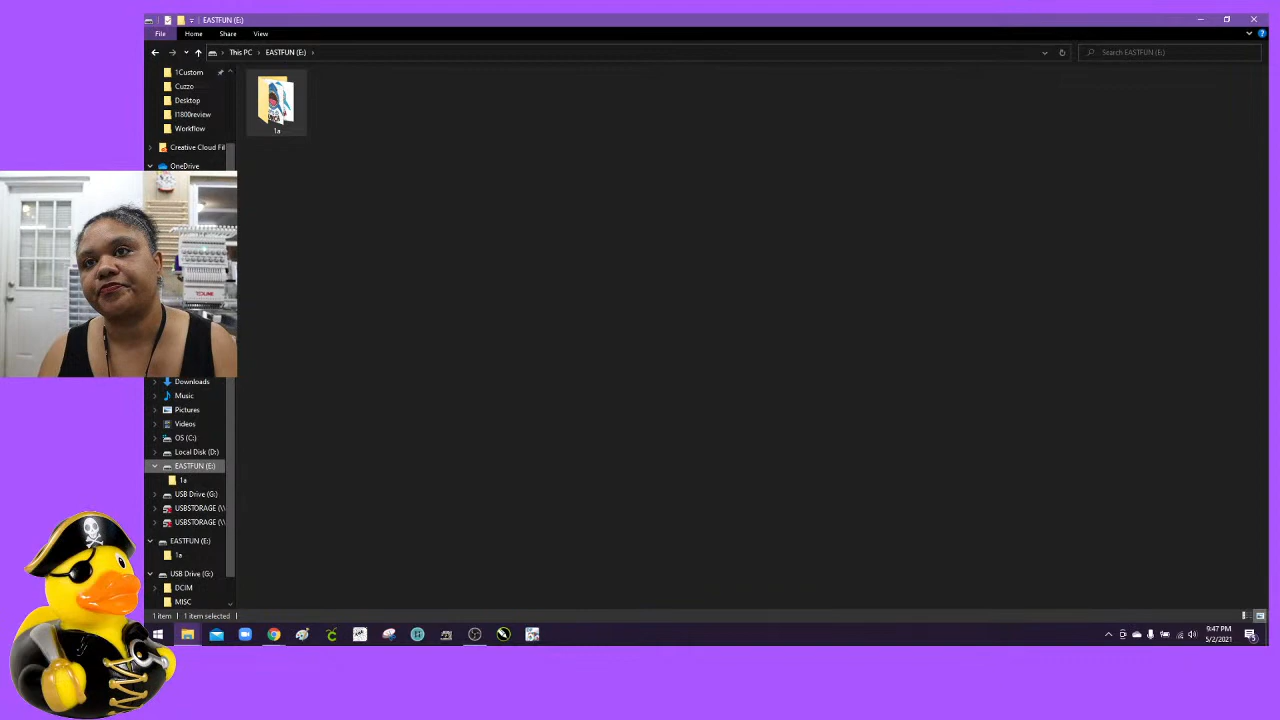 EASTFUN (E:)
File Home Share View
This PC > EASTFUN (E:) >
Search EASTFUN (E:)
1Custom
Cuzzo
Desktop
I1800review
Workflow
Creative Cloud Fil
OneDrive
1a
Downloads
Music
Pictures
Videos
OS (C:)
Local Disk (D:)
EASTFUN (E:)
1a
USB Drive (G:)
USBSTORAGE (\\
USBSTORAGE (\\
EASTFUN (E:)
1a
USB Drive (G:)
DCIM
MISC
1 item 1 item selected
9:47 PM
5/2/2021